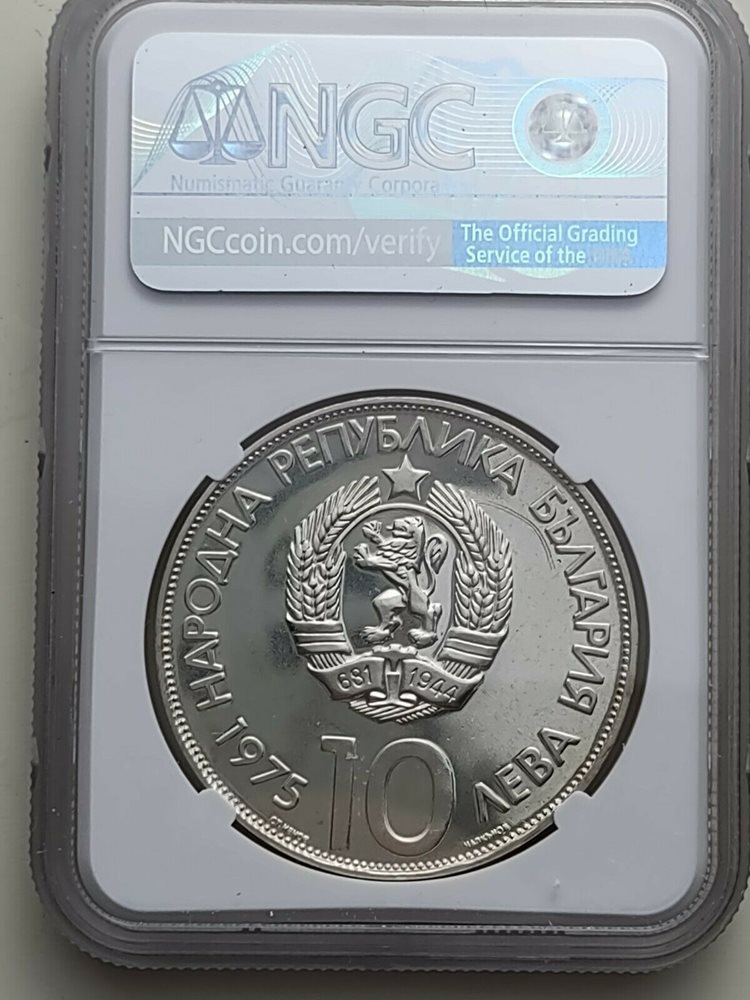 NGC
Numismatic Guaranty Corpora
NGCcoin.com/verify
The Official Grading
Service of the
НАРОДНА РЕПУБЛИКА БЪЛГАРИЯ
681 1944
1975
10
ЛЕВА